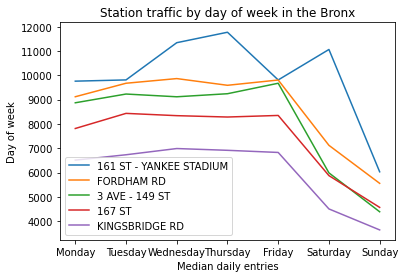 Station traffic by day of week in the Bronx
12000
11000
10000
9000
8000
7000
6000
5000
4000
Day of week
161 ST - YANKEE STADIUM
FORDHAM RD
3 AVE - 149 ST
167 ST
KINGSBRIDGE RD
Monday Tuesday Wednesday Thursday Friday Saturday Sunday
Median daily entries